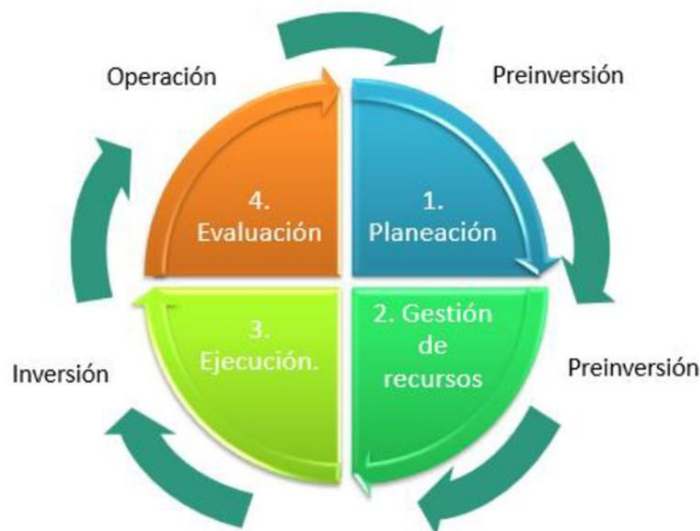 Operación
Preinversión
4.
Evaluación
1.
Planeación
3.
Ejecución.
2. Gestión
de
recursos
Inversión
Preinversión